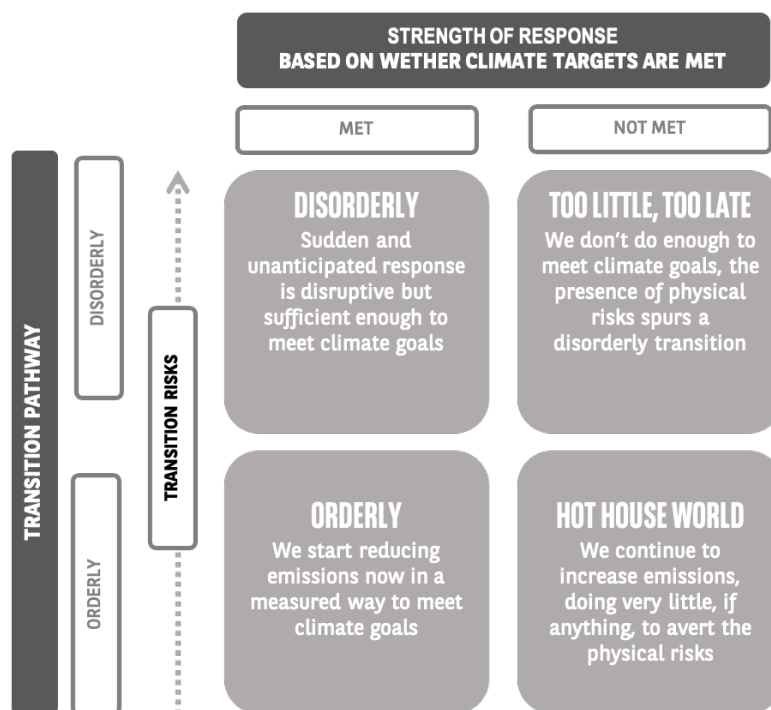 STRENGTH OF RESPONSE
BASED ON WETHER CLIMATE TARGETS ARE MET
MET
NOT MET
TRANSITION PATHWAY
DISORDERLY
TRANSITION RISKS
ORDERLY
DISORDERLY
Sudden and
unanticipated response
is disruptive but
sufficient enough to
meet climate goals
TOO LITTLE, TOO LATE
We don't do enough to
meet climate goals, the
presence of physical
risks spurs a
disorderly transition
ORDERLY
We start reducing
emissions now in a
measured way to meet
climate goals
HOT HOUSE WORLD
We continue to
increase emissions,
doing very little, if
anything, to avert the
physical risks